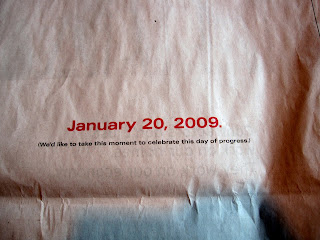 January 20, 2009.
(We'd like to take this moment to celebrate this day of progress.)